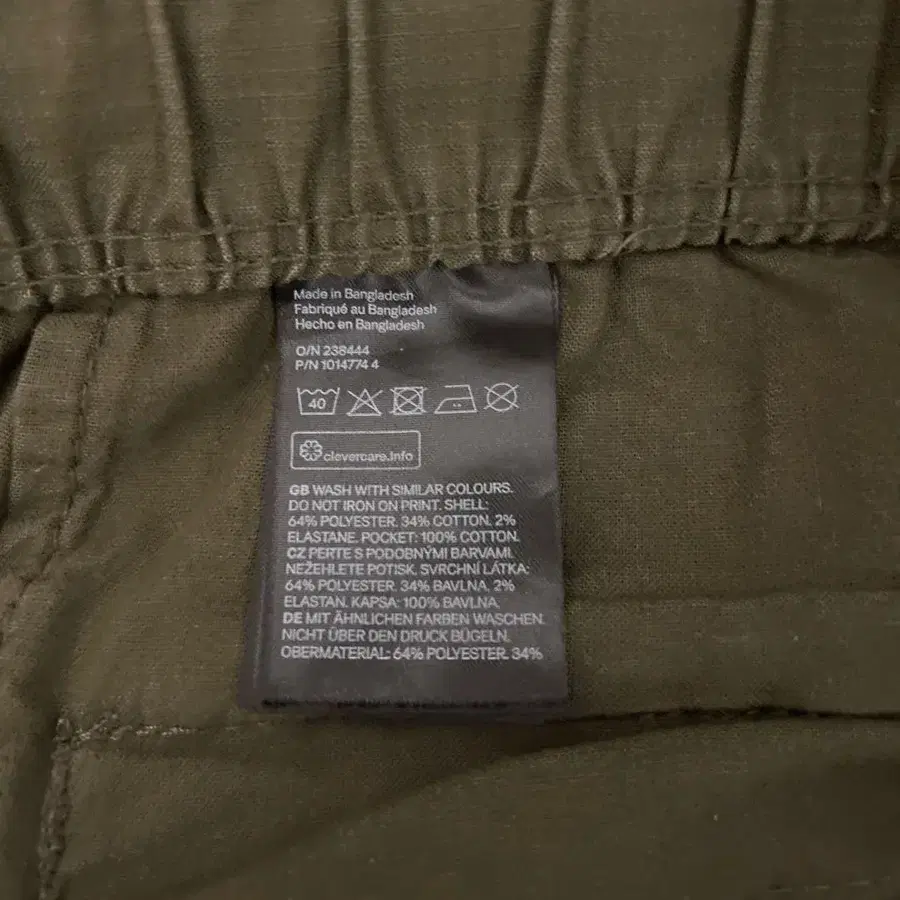 Made in Bangladesh
Fabriqué au Bangladesh
Hecho en Bangladesh
O/N 238444
P/N 1014774 4
40
clevercare.info
GB WASH WITH SIMILAR COLOURS.
DO NOT IRON ON PRINT. SHELL:
64% POLYESTER. 34% COTTON. 2%
ELASTANE. POCKET: 100% COTTON.
CZ PERTE S PODOBNÝMI BARVAMI.
NEŽEHLETE POTISK. SVRCHNÍ LÁTKA:
64% POLYESTER. 34% BAVLNA. 2%
ELASTAN. KAPSA: 100% BAVLNA.
DE MIT ÄHNLICHEN FARBEN WASCHEN.
NICHT ÜBER DEN DRUCK BÜGELN.
OBERMATERIAL: 64% POLYESTER. 34%